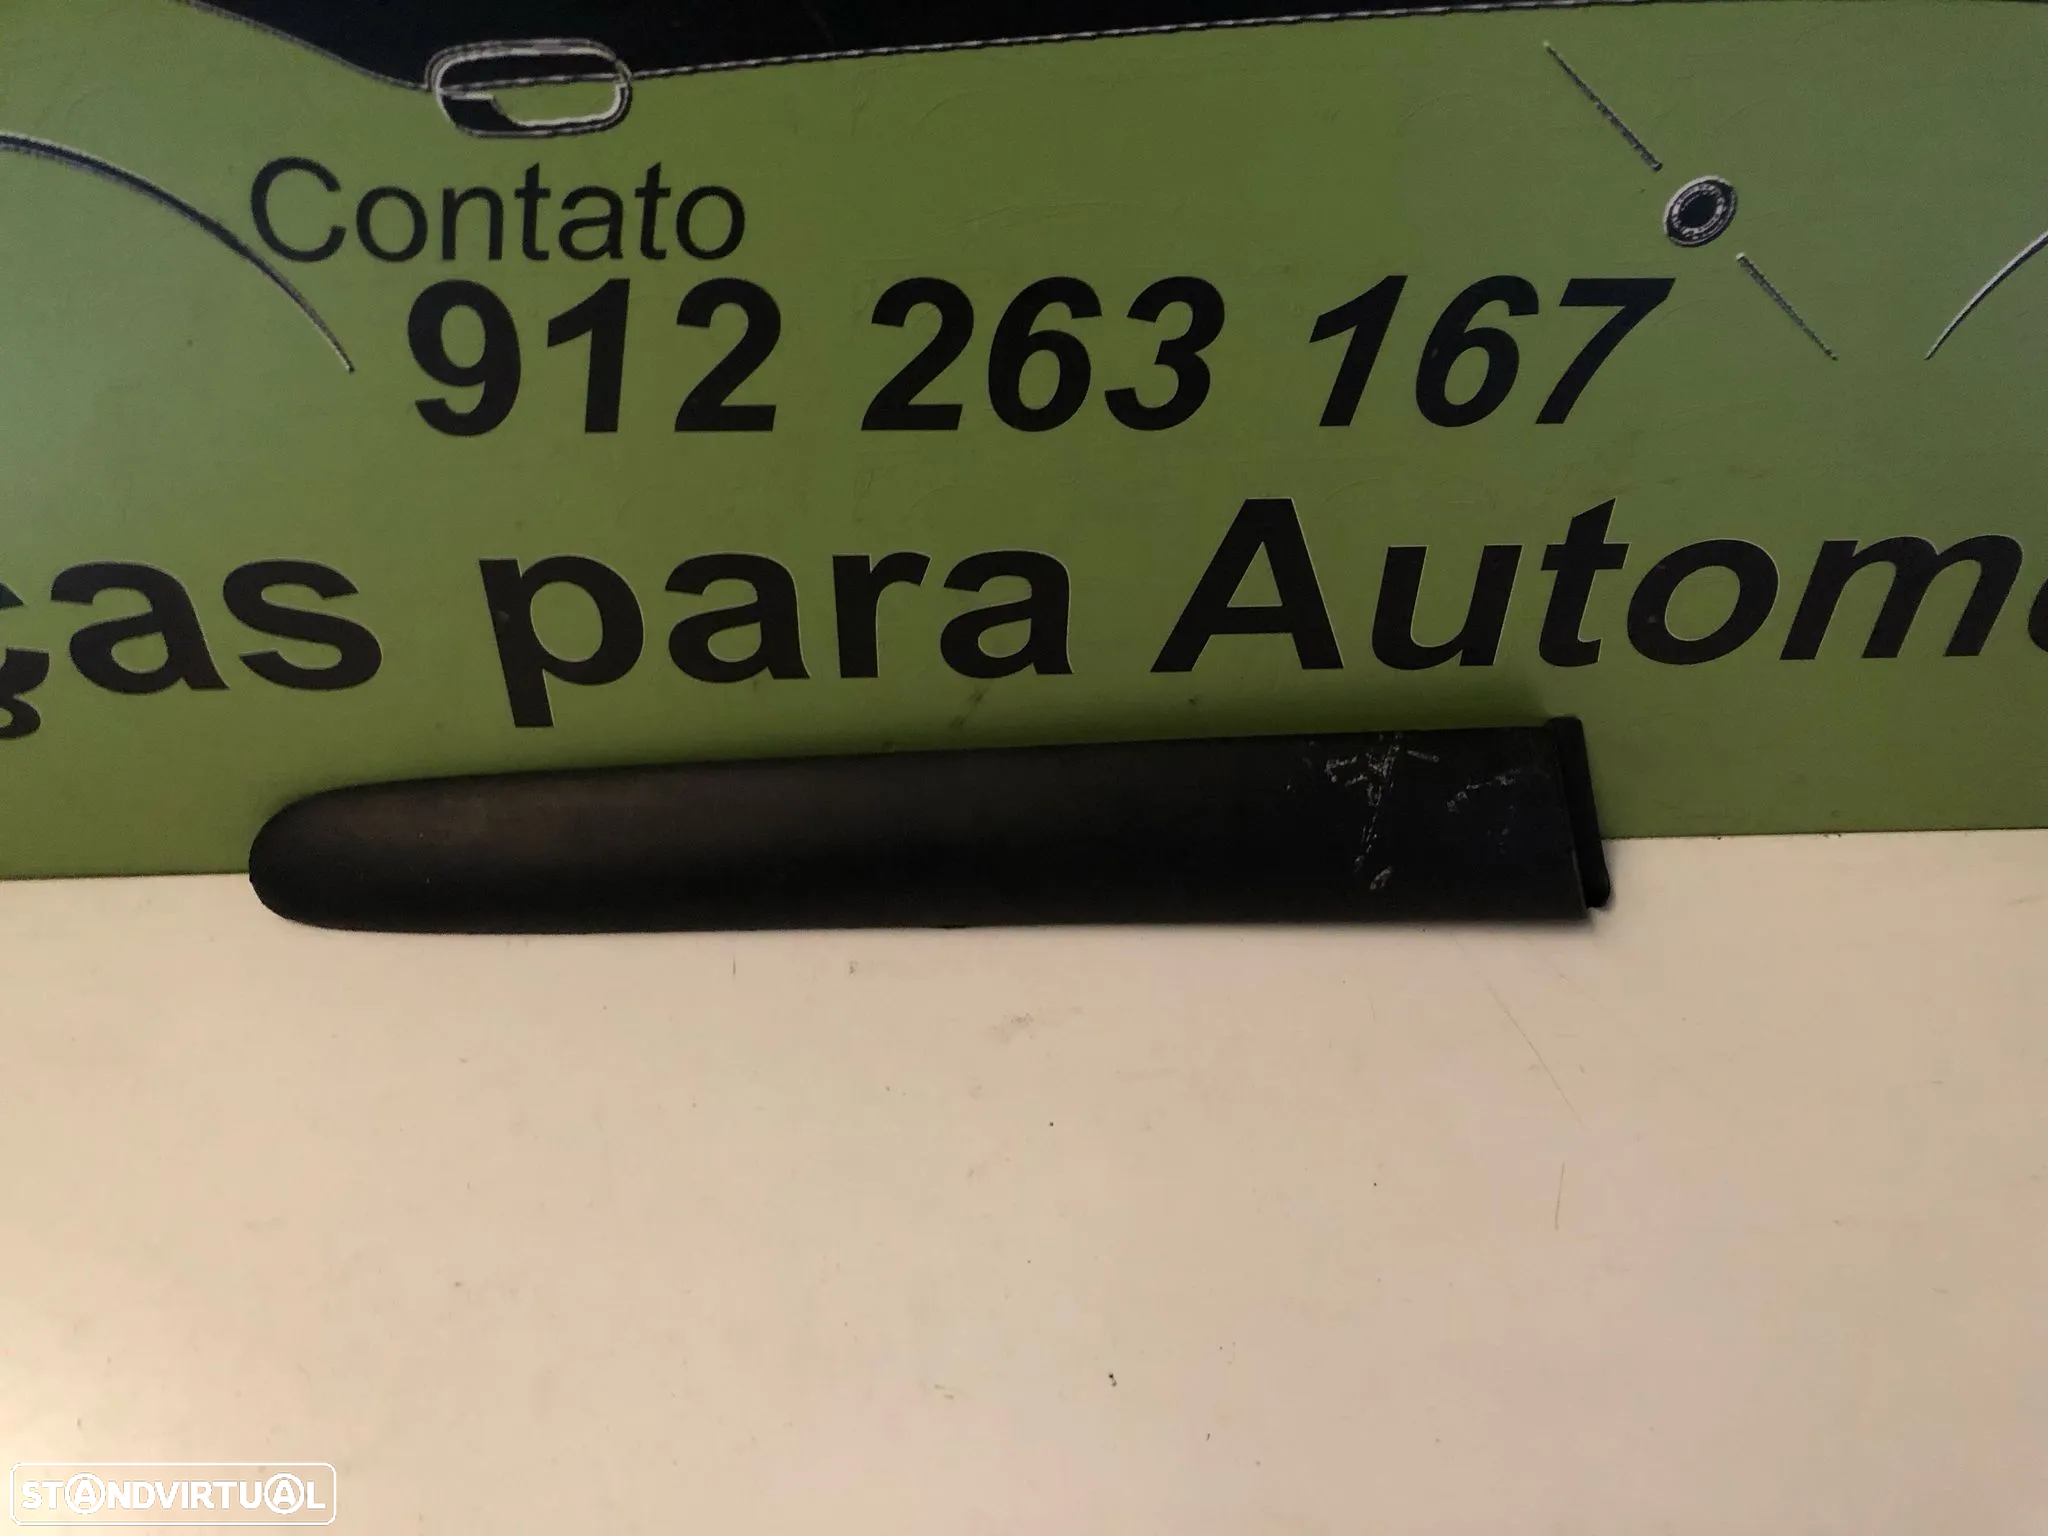 Contato
912 263 167
ças para Autom
STANDVIRTUAL